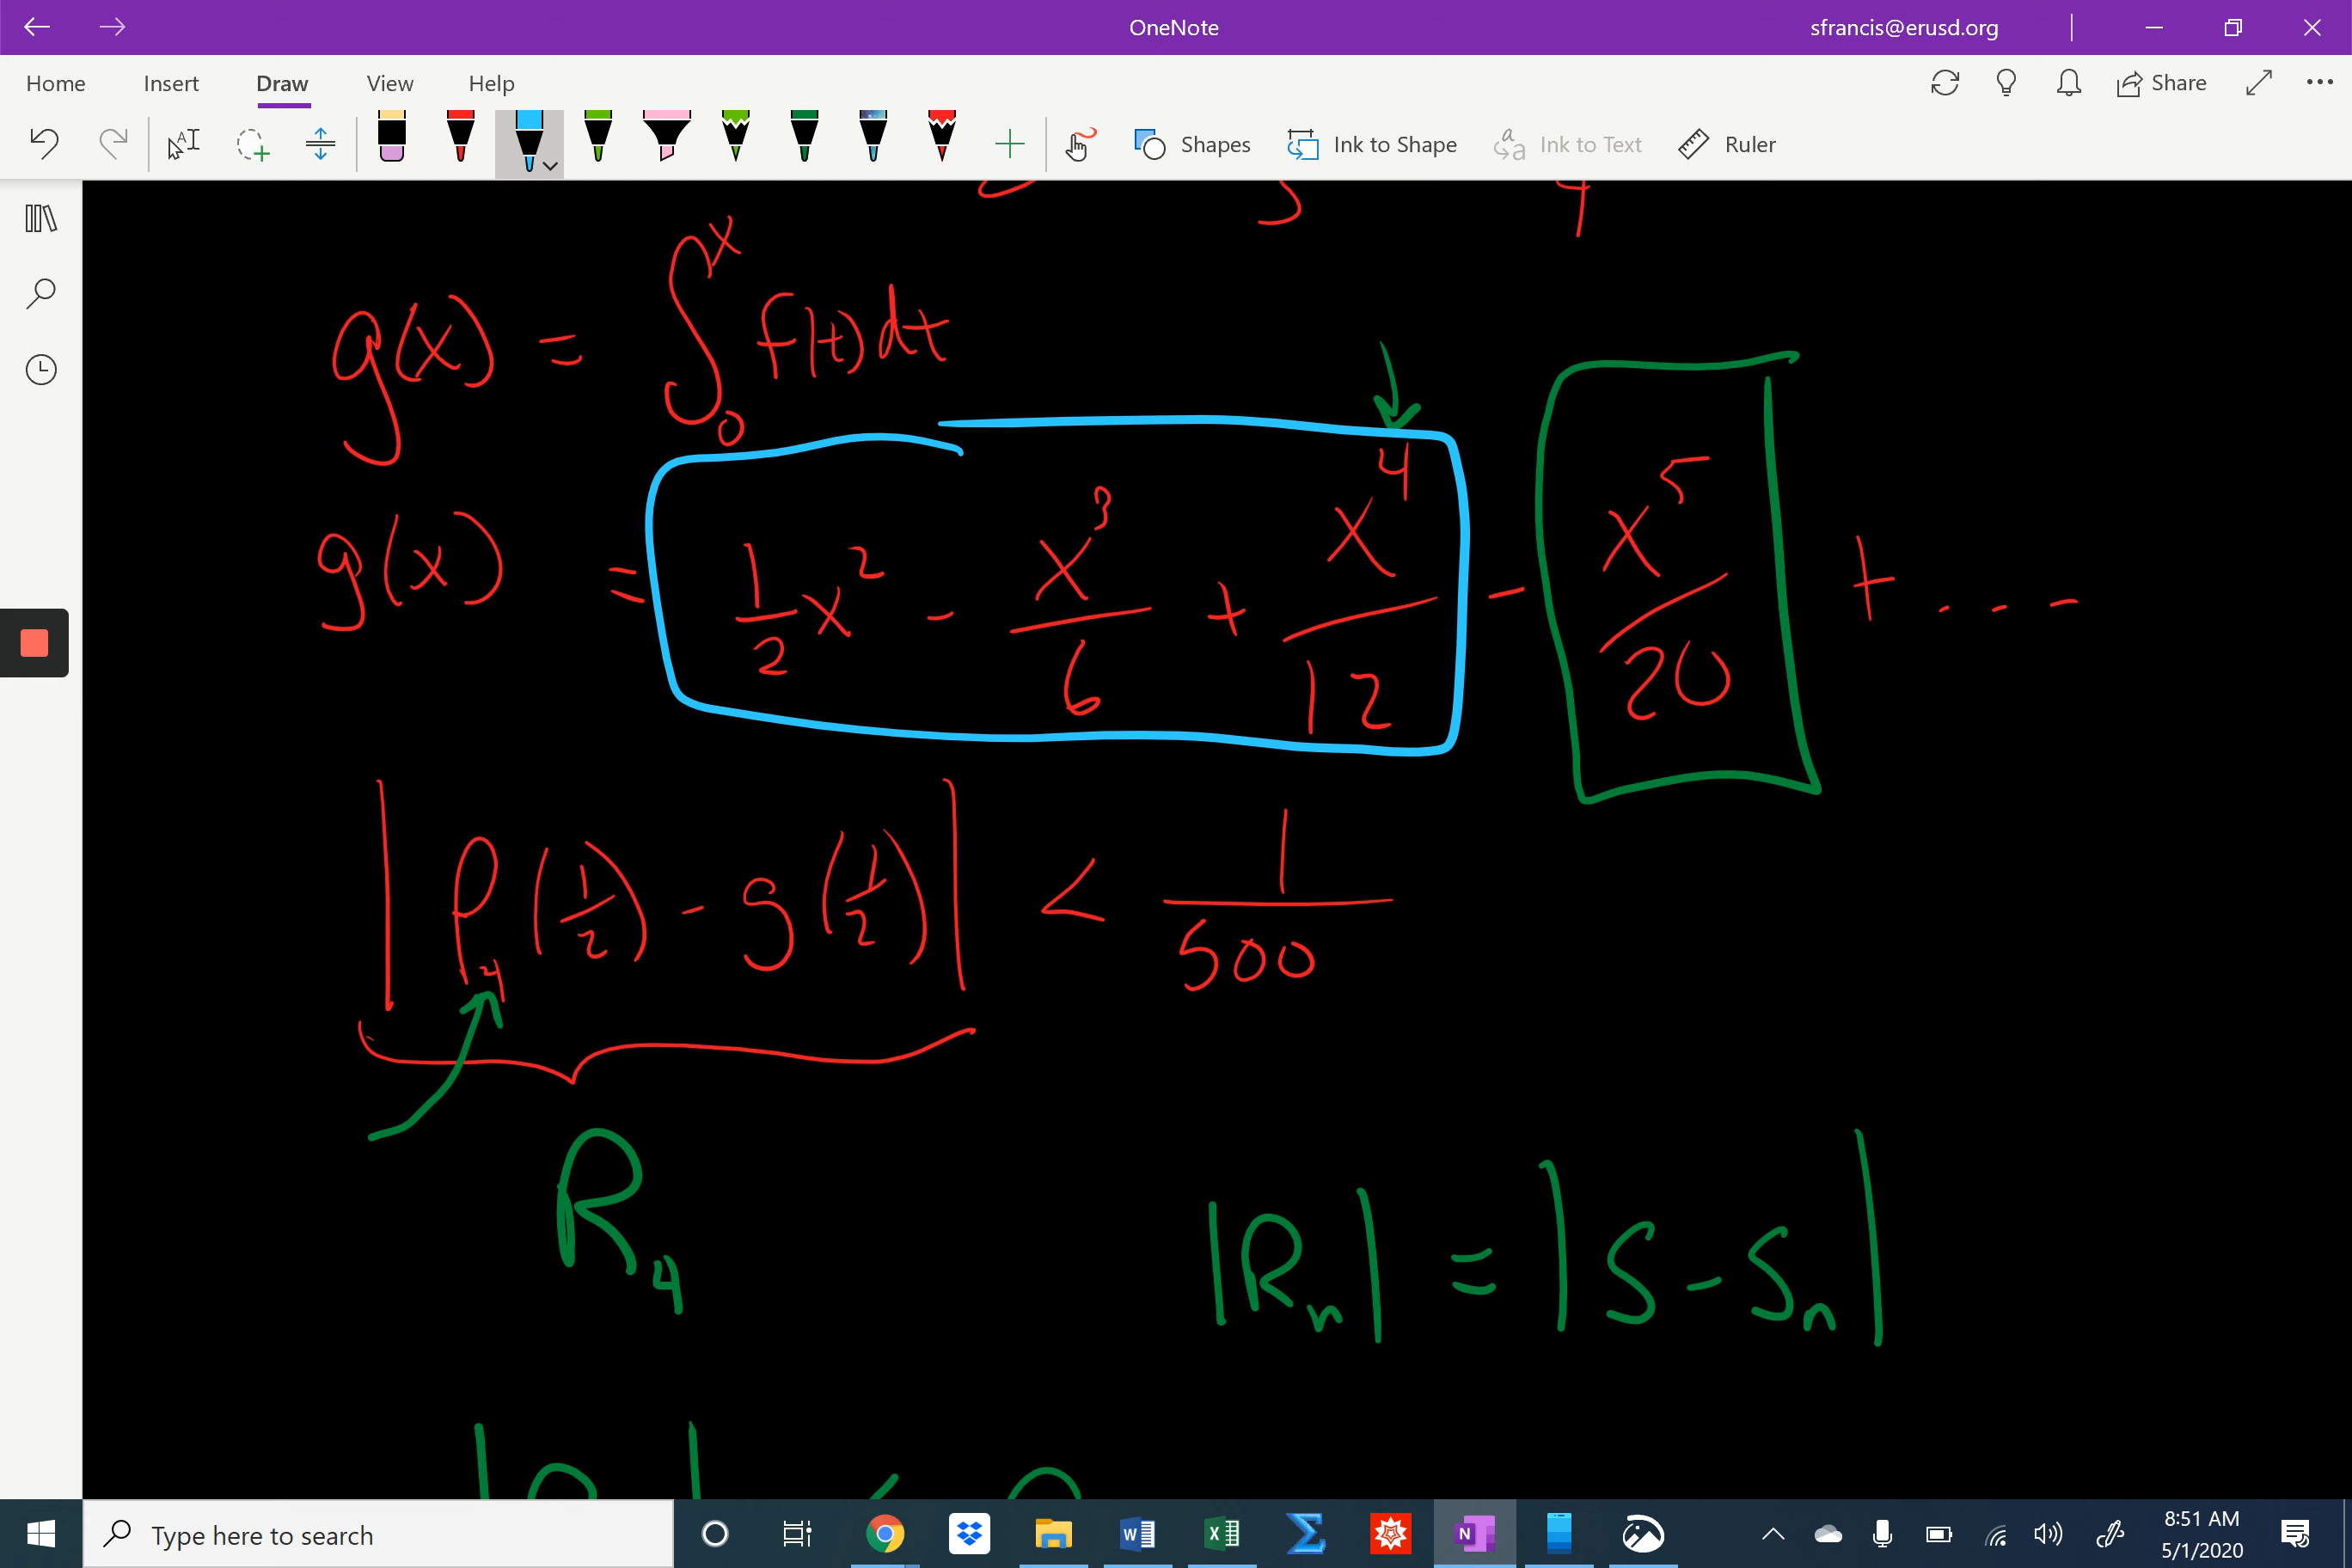 OneNote sfrancis@erusd.org
Home Insert Draw View Help Share
Shapes Ink to Shape Ink to Text Ruler
g(x) = ∫₀ˣ f(t)dt
g(x) = 1/2 x² - x³/6 + x⁴/12 - x⁵/20 + ...
|P₄(1/2) - g(1/2)| < 1/500
R₄ |Rₙ| = |S - Sₙ|
Type here to search 8:51 AM
5/1/2020